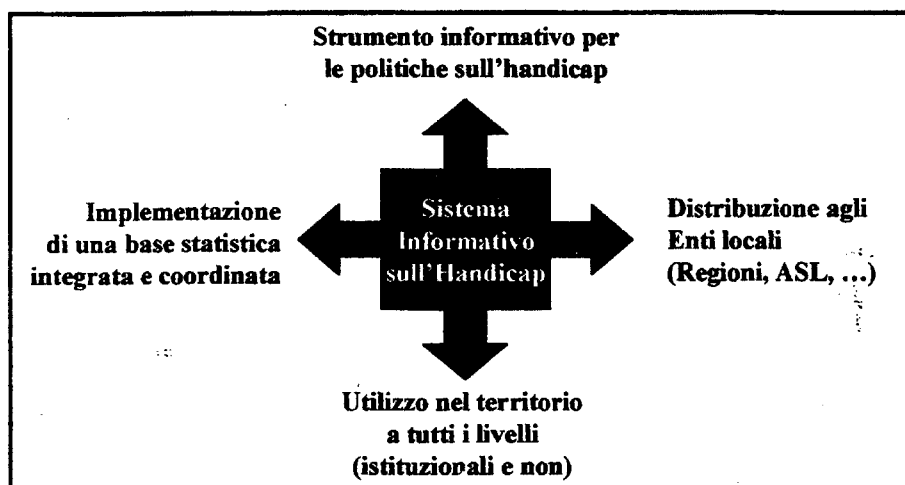 Strumento informativo per
le politiche sull'handicap
Implementazione
di una base statistica
integrata e coordinata
Sistema
Informativo
sull'Handicap
Distribuzione agli
Enti locali
(Regioni, ASL, ...)
Utilizzo nel territorio
a tutti i livelli
(istituzionali e non)